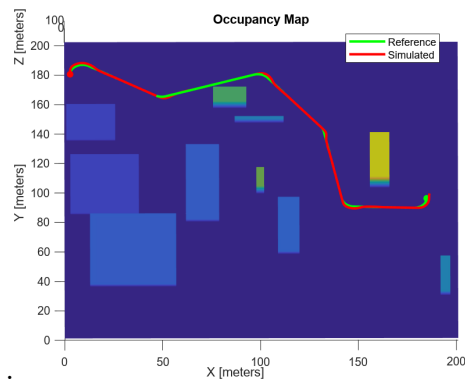 Occupancy Map
100
0
Z [meters]
Y [meters]
200
180
160
140
120
100
80
60
40
20
0
Reference
Simulated
0 50 100 150 200
X [meters]
.